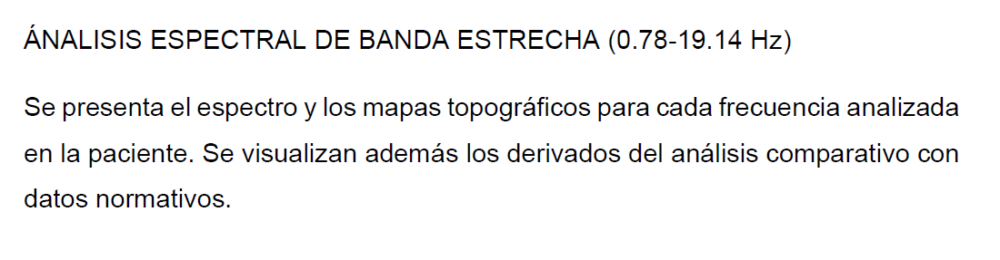 ÁNALISIS ESPECTRAL DE BANDA ESTRECHA (0.78-19.14 Hz)
Se presenta el espectro y los mapas topográficos para cada frecuencia analizada
en la paciente. Se visualizan además los derivados del análisis comparativo con
datos normativos.